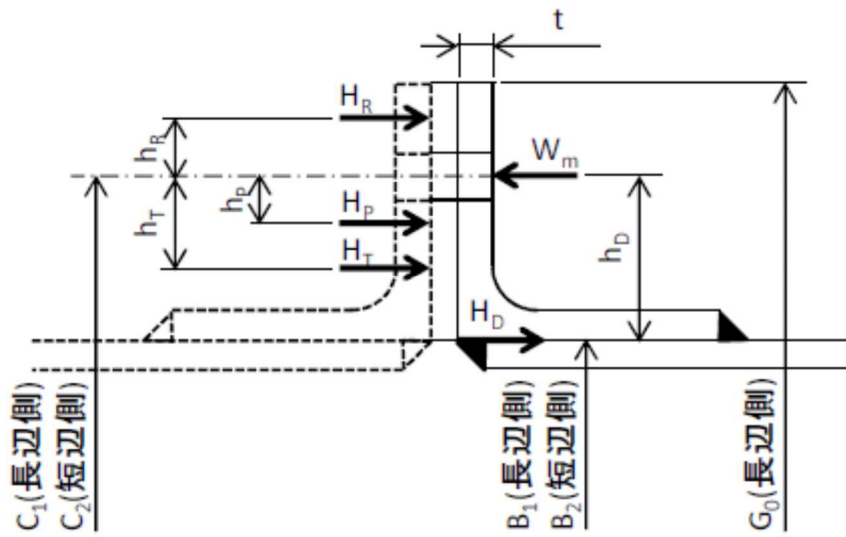 t
H_R
h_R
W_m
h_P
H_P
h_T
H_T
h_D
H_D
C_1(長辺側)
C_2(短辺側)
B_1(長辺側)
B_2(短辺側)
G_0(長辺側)